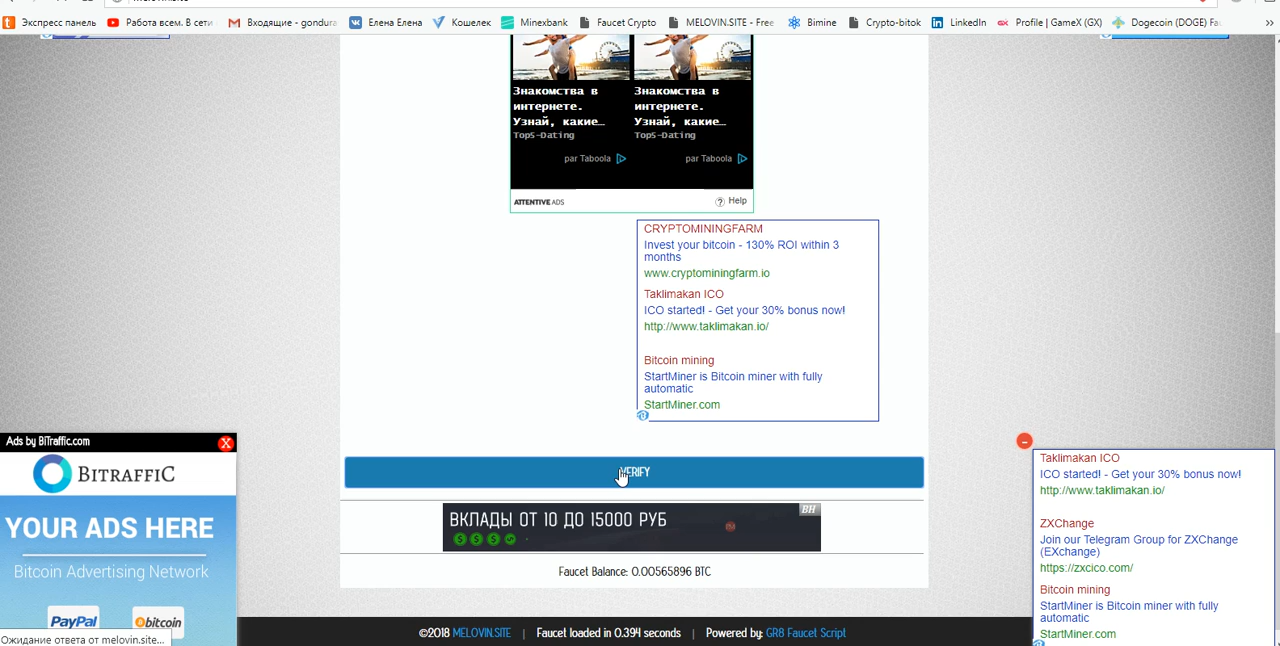 Экспресс панель
Работа всем. В сети
Входящие - gondura
Елена Елена
Кошелек
Minexbank
Faucet Crypto
MELOVIN.SITE - Free
Bimine
Crypto-bitok
LinkedIn
Profile | GameX (GX)
Dogecoin (DOGE) Fau
»
Знакомства в
интернете.
Узнай, какие…
Top5-Dating
par Taboola
Знакомства в
интернете.
Узнай, какие…
Top5-Dating
par Taboola
ATTENTIVE ADS
? Help
CRYPTOMININGFARM
Invest your bitcoin - 130% ROI within 3
months
www.cryptominingfarm.io
Taklimakan ICO
ICO started! - Get your 30% bonus now!
http://www.taklimakan.io/
Bitcoin mining
StartMiner is Bitcoin miner with fully
automatic
StartMiner.com
Ads by BiTraffic.com
X
BITRAFFIC
YOUR ADS HERE
Bitcoin Advertising Network
PayPal
bitcoin
Ожидание ответа от melovin.site...
VERIFY
ВКЛАДЫ ОТ 10 ДО 15000 РУБ
BH
Faucet Balance: 0.00565896 BTC
Taklimakan ICO
ICO started! - Get your 30% bonus now!
http://www.taklimakan.io/
ZXChange
Join our Telegram Group for ZXChange
(EXchange)
https://zxcico.com/
Bitcoin mining
StartMiner is Bitcoin miner with fully
automatic
StartMiner.com
©2018 MELOVIN.SITE | Faucet loaded in 0.394 seconds | Powered by: GR8 Faucet Script